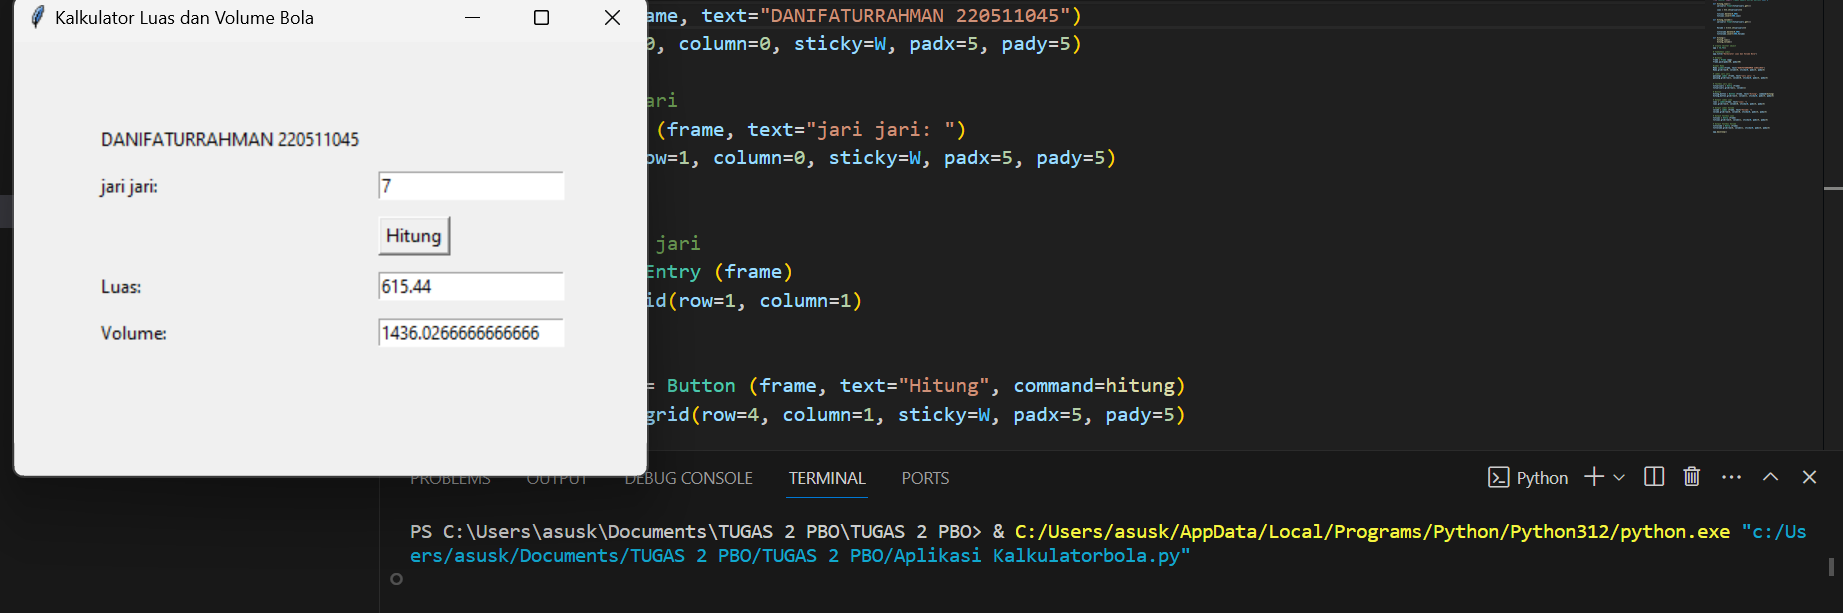 Kalkulator Luas dan Volume Bola
DANIFATURRAHMAN 220511045
jari jari:
7
Hitung
Luas:
615.44
Volume:
1436.0266666666666
ame, text="DANIFATURRAHMAN 220511045")
0, column=0, sticky=W, padx=5, pady=5)
ari
(frame, text="jari jari: ")
ow=1, column=0, sticky=W, padx=5, pady=5)
jari
Entry (frame)
id(row=1, column=1)
= Button (frame, text="Hitung", command=hitung)
grid(row=4, column=1, sticky=W, padx=5, pady=5)
PROBLEMS OUTPUT DEBUG CONSOLE TERMINAL PORTS
Python
PS C:\Users\asusk\Documents\TUGAS 2 PBO\TUGAS 2 PBO> & C:/Users/asusk/AppData/Local/Programs/Python/Python312/python.exe "c:/Us
ers/asusk/Documents/TUGAS 2 PBO/TUGAS 2 PBO/Aplikasi Kalkulatorbola.py"